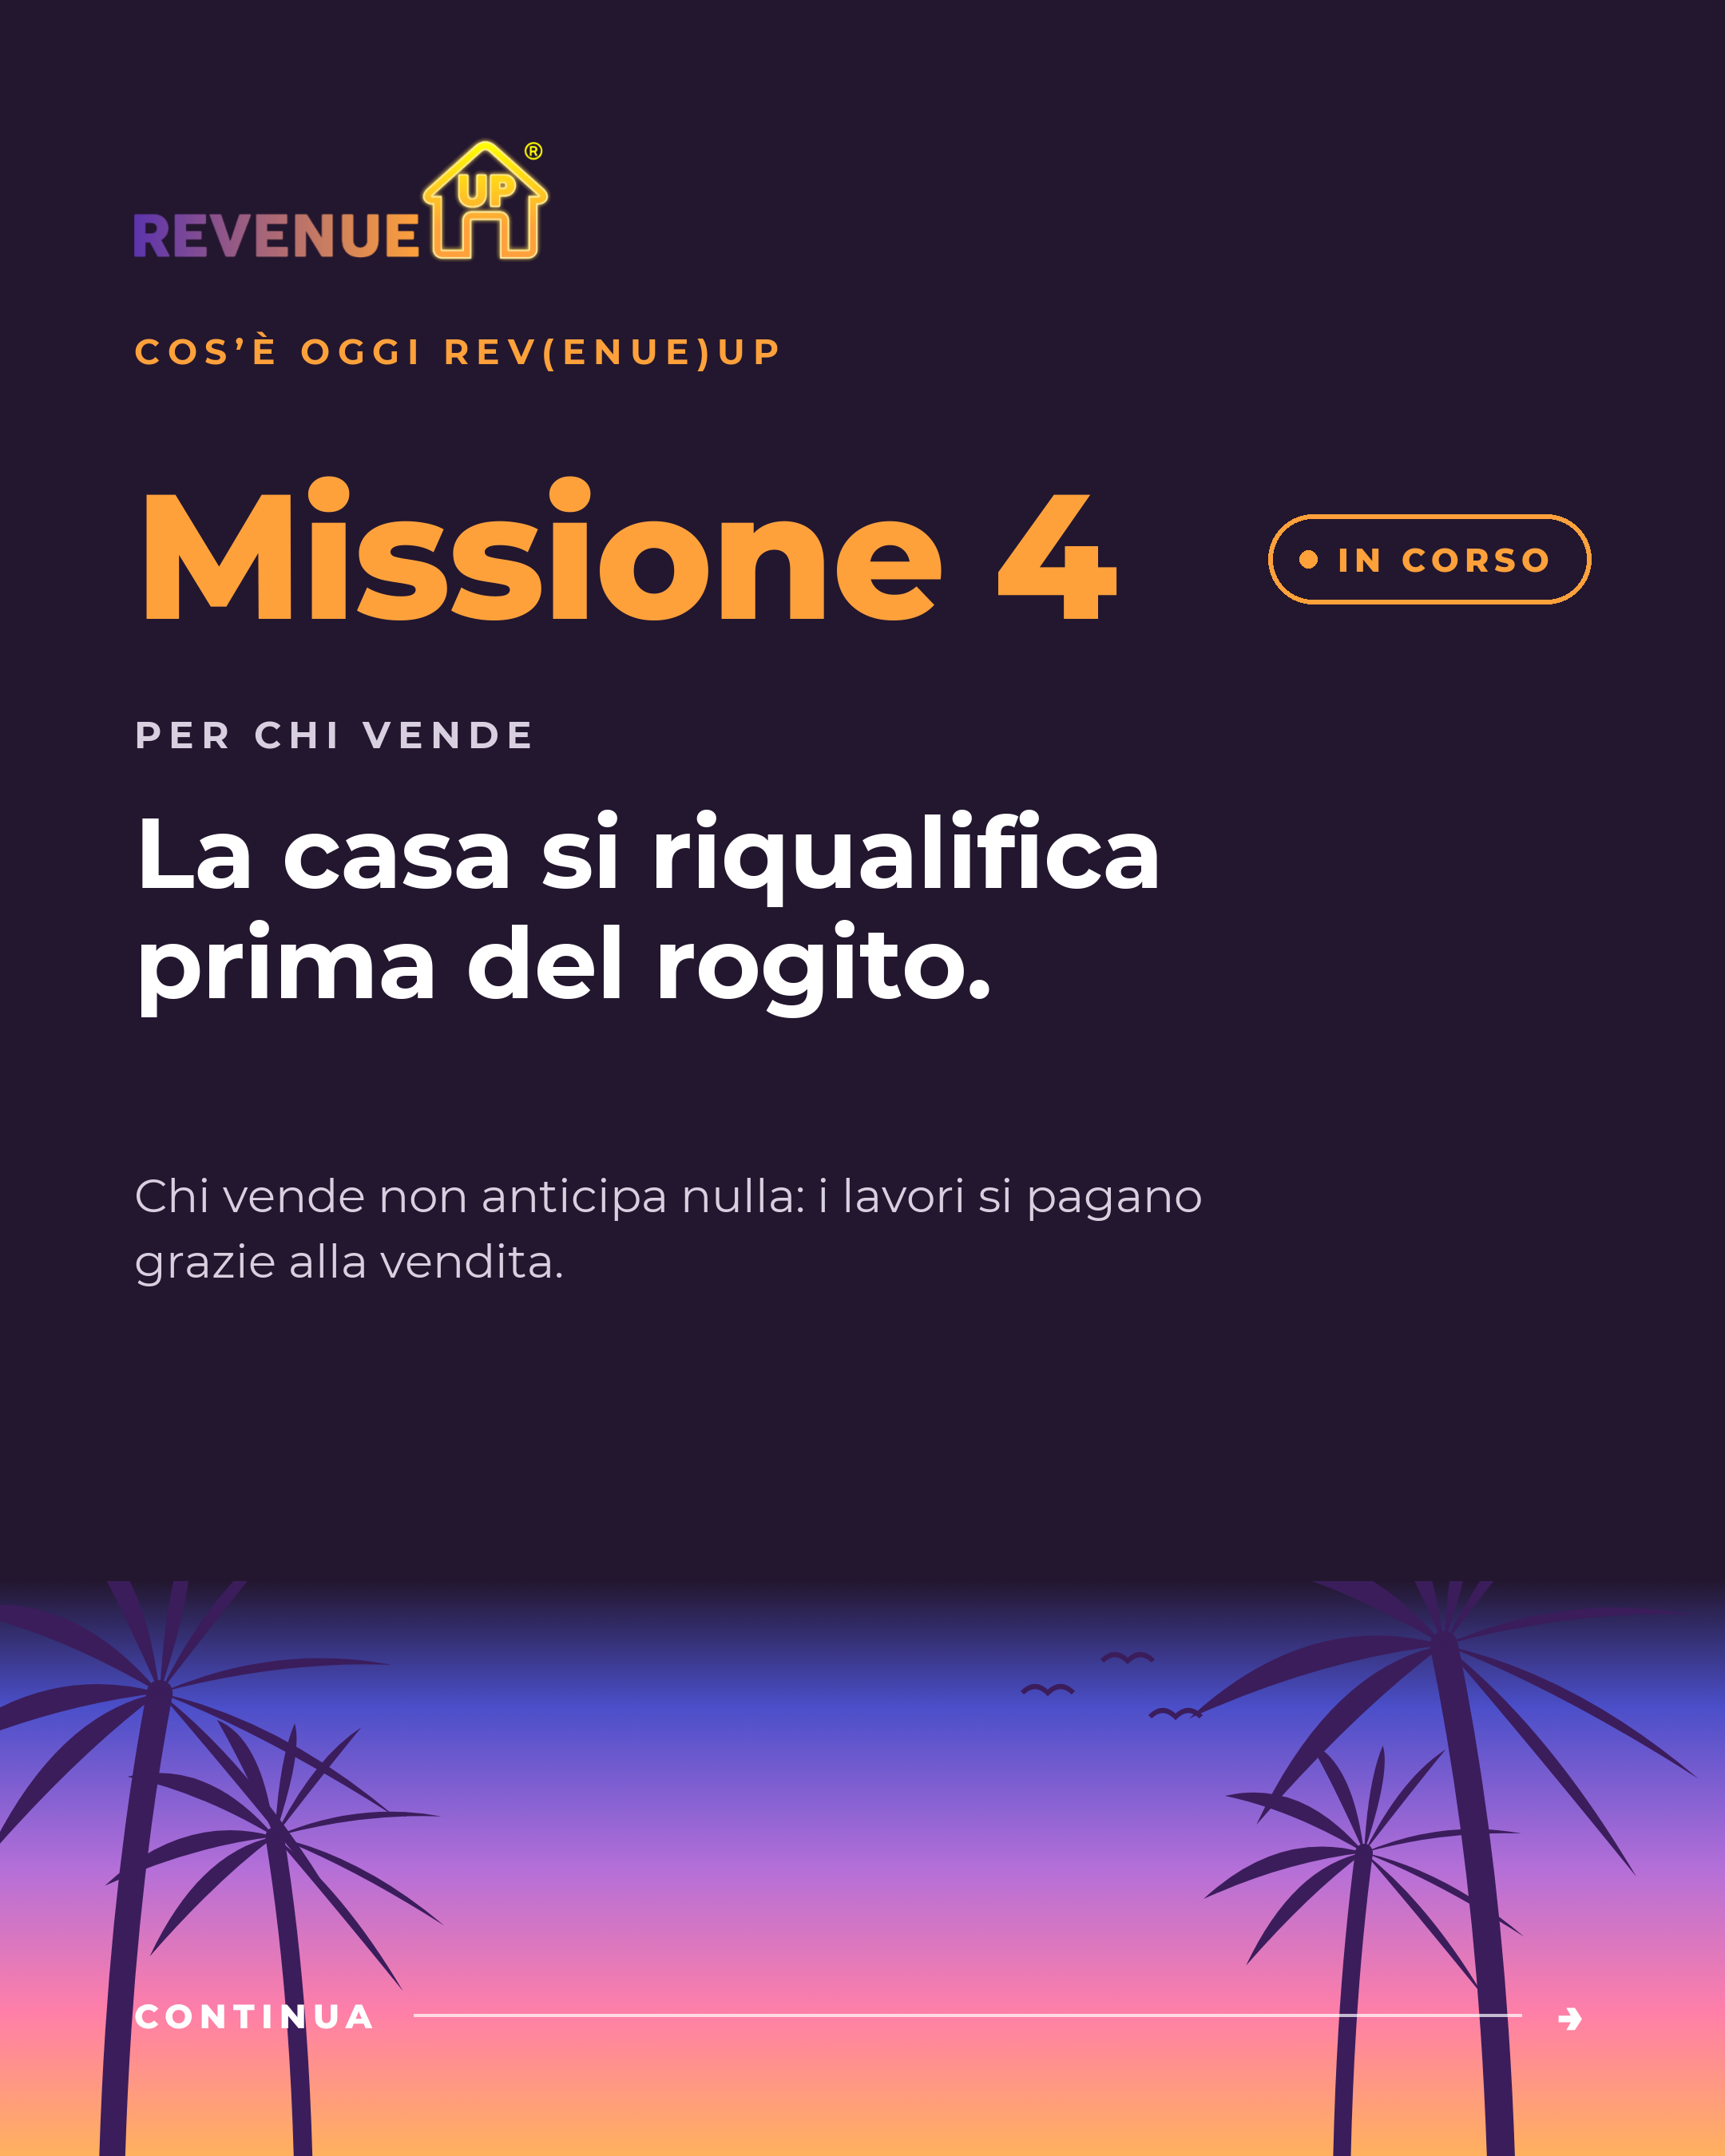 REVENUE UP®
COS’È OGGI REV(ENUE)UP
Missione 4
IN CORSO
PER CHI VENDE
La casa si riqualifica
prima del rogito.
Chi vende non anticipa nulla: i lavori si pagano
grazie alla vendita.
CONTINUA